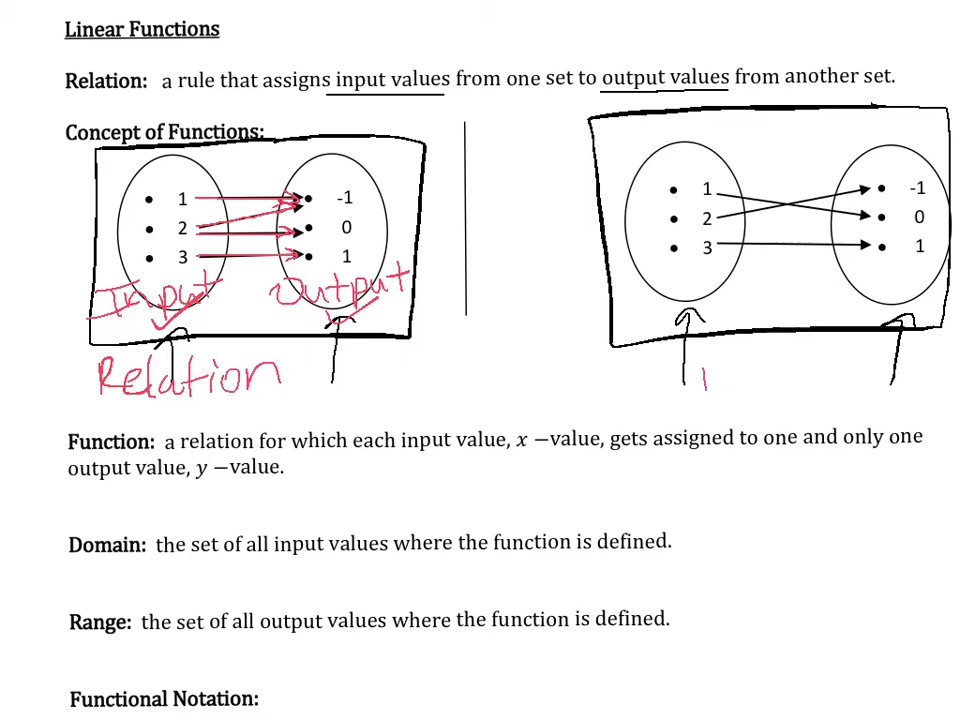 Linear Functions
Relation: a rule that assigns input values from one set to output values from another set.
Concept of Functions:
1 -1
2 0
3 1
Input Output
Relation
1 -1
2 0
3 1
Function: a relation for which each input value, x −value, gets assigned to one and only one
output value, y −value.
Domain: the set of all input values where the function is defined.
Range: the set of all output values where the function is defined.
Functional Notation: